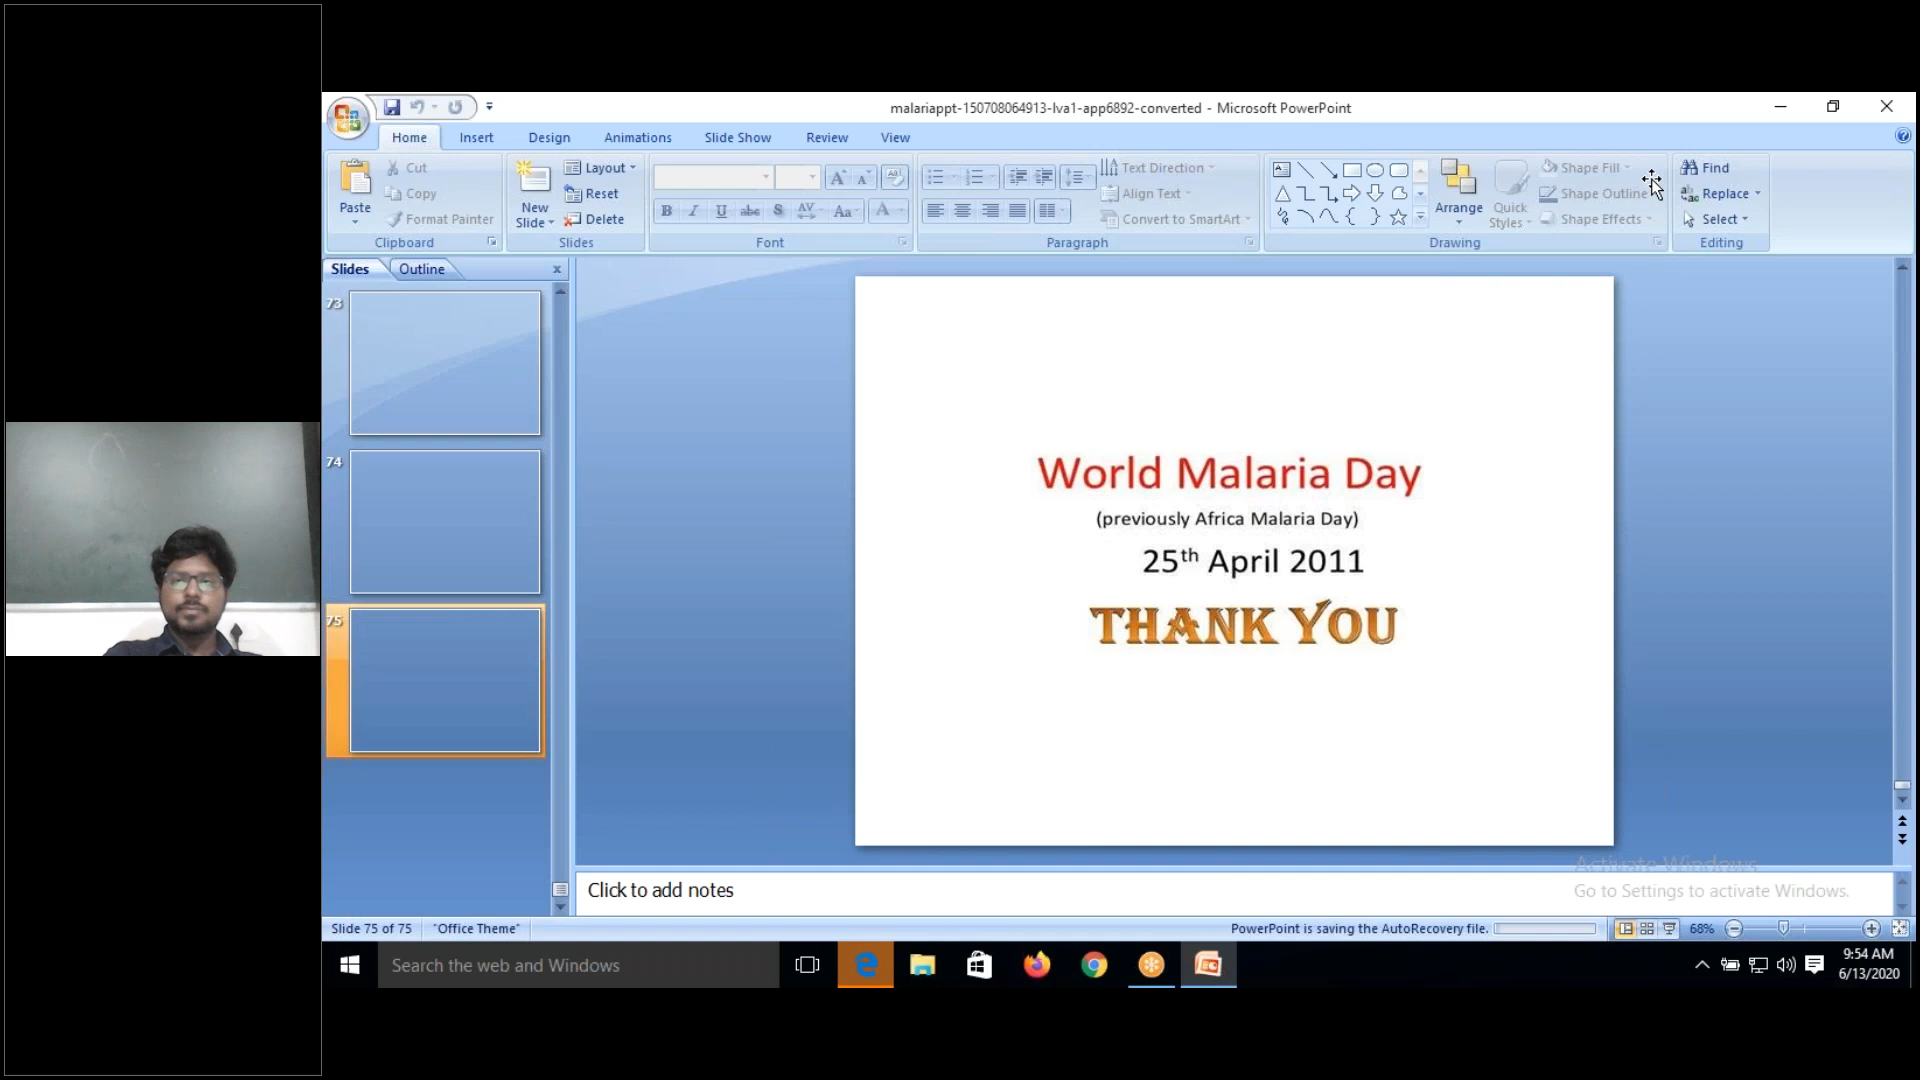 malariappt-150708064913-lva1-app6892-converted - Microsoft PowerPoint
Home Insert Design Animations Slide Show Review View
Paste
Cut
Copy
Format Painter
Clipboard
New Slide
Layout
Reset
Delete
Slides
B I U abc S AV Aa A
Font
Text Direction
Align Text
Convert to SmartArt
Paragraph
Arrange
Quick Styles
Shape Fill
Shape Outline
Shape Effects
Drawing
Find
Replace
Select
Editing
Slides Outline
73
74
75
World Malaria Day
(previously Africa Malaria Day)
25th April 2011
THANK YOU
Click to add notes
Activate Windows
Go to Settings to activate Windows.
Slide 75 of 75 "Office Theme" PowerPoint is saving the AutoRecovery file. 68%
Search the web and Windows
9:54 AM
6/13/2020